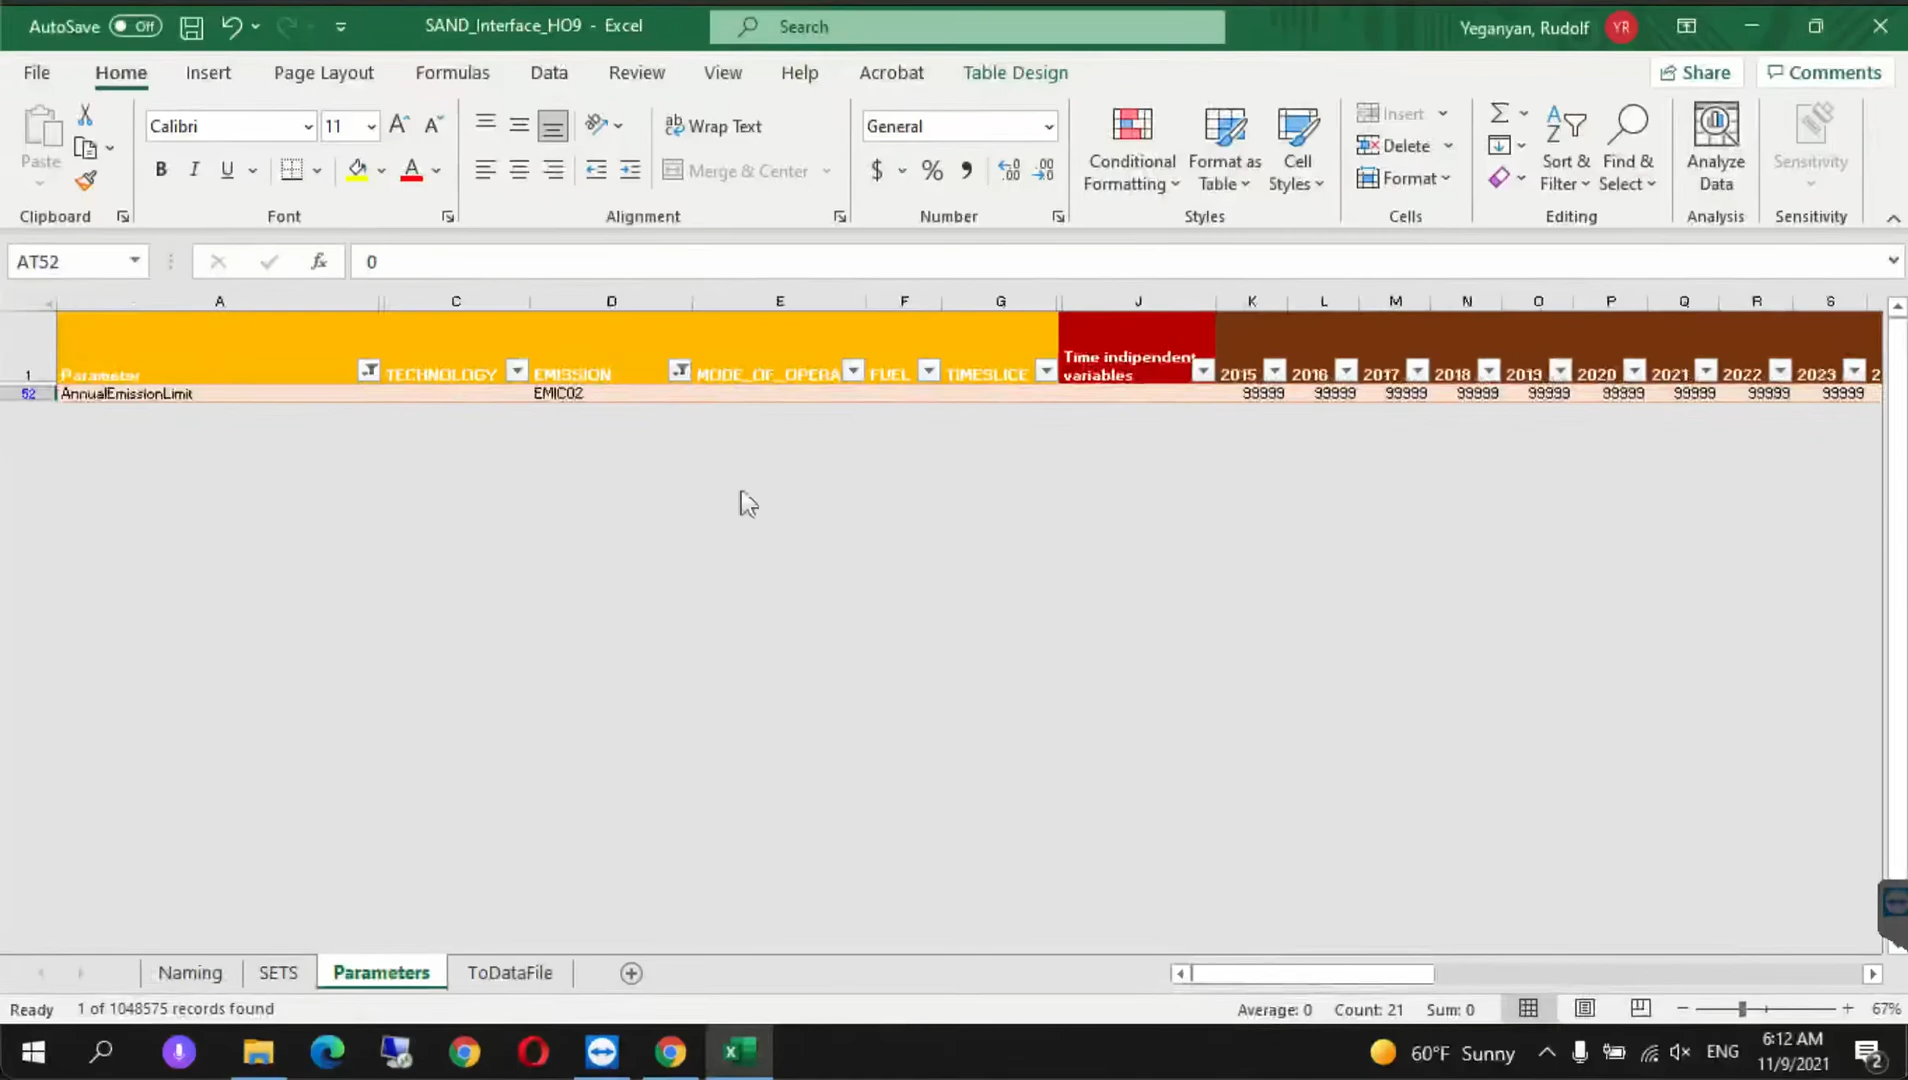 AutoSave Off SAND_Interface_HO9 - Excel Search Yeganyan, Rudolf YR
File Home Insert Page Layout Formulas Data Review View Help Acrobat Table Design Share Comments
Calibri 11 Wrap Text General Insert
Paste Conditional Format as Cell Delete Sort & Find & Analyze Sensitivity
B I U Merge & Center $ % Formatting Table Styles Format Filter Select Data
Clipboard Font Alignment Number Styles Cells Editing Analysis Sensitivity
AT52 fx 0
A C D E F G J K L M N O P Q R S
Time indipendent
1 Parameter TECHNOLOGY EMISSION MODE_OF_OPERA FUEL TIMESLICE variables 2015 2016 2017 2018 2019 2020 2021 2022 2023 2
52 AnnualEmissionLimit EMIC02 99999 99999 99999 99999 99999 99999 99999 99999 99999
Naming SETS Parameters ToDataFile
Ready 1 of 1048575 records found Average: 0 Count: 21 Sum: 0 67%
60°F Sunny ENG 6:12 AM
11/9/2021 2